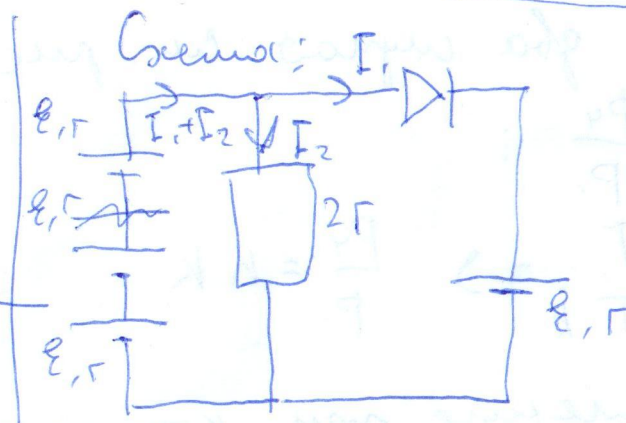 Схема: I₁
ℰ, r
I₁+I₂
I₂
ℰ, r
2r
ℰ, r
ℰ, r